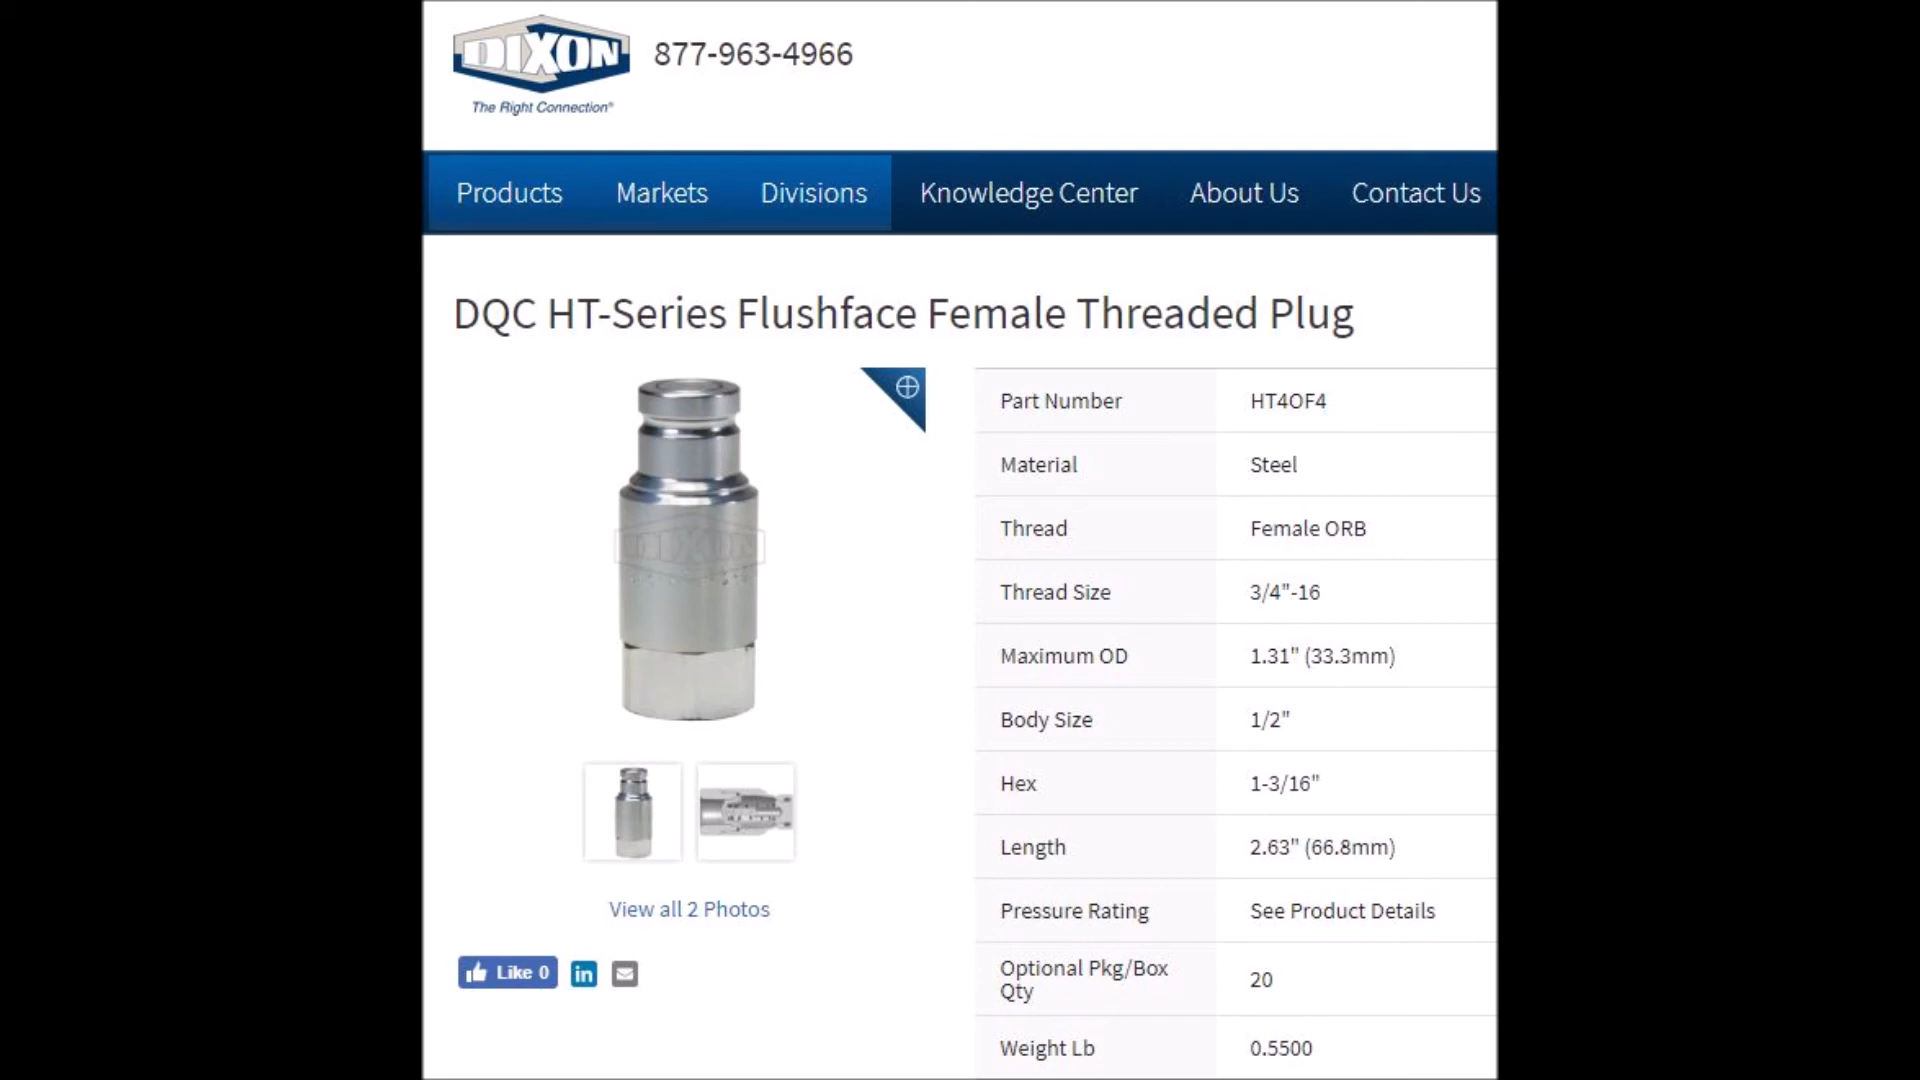 DIXON
The Right Connection®
877-963-4966
Products Markets Divisions Knowledge Center About Us Contact Us
DQC HT-Series Flushface Female Threaded Plug
DIXON
Part Number HT4OF4
Material Steel
Thread Female ORB
Thread Size 3/4"-16
Maximum OD 1.31" (33.3mm)
Body Size 1/2"
Hex 1-3/16"
Length 2.63" (66.8mm)
Pressure Rating See Product Details
Optional Pkg/Box
Qty 20
Weight Lb 0.5500
View all 2 Photos
Like 0 in